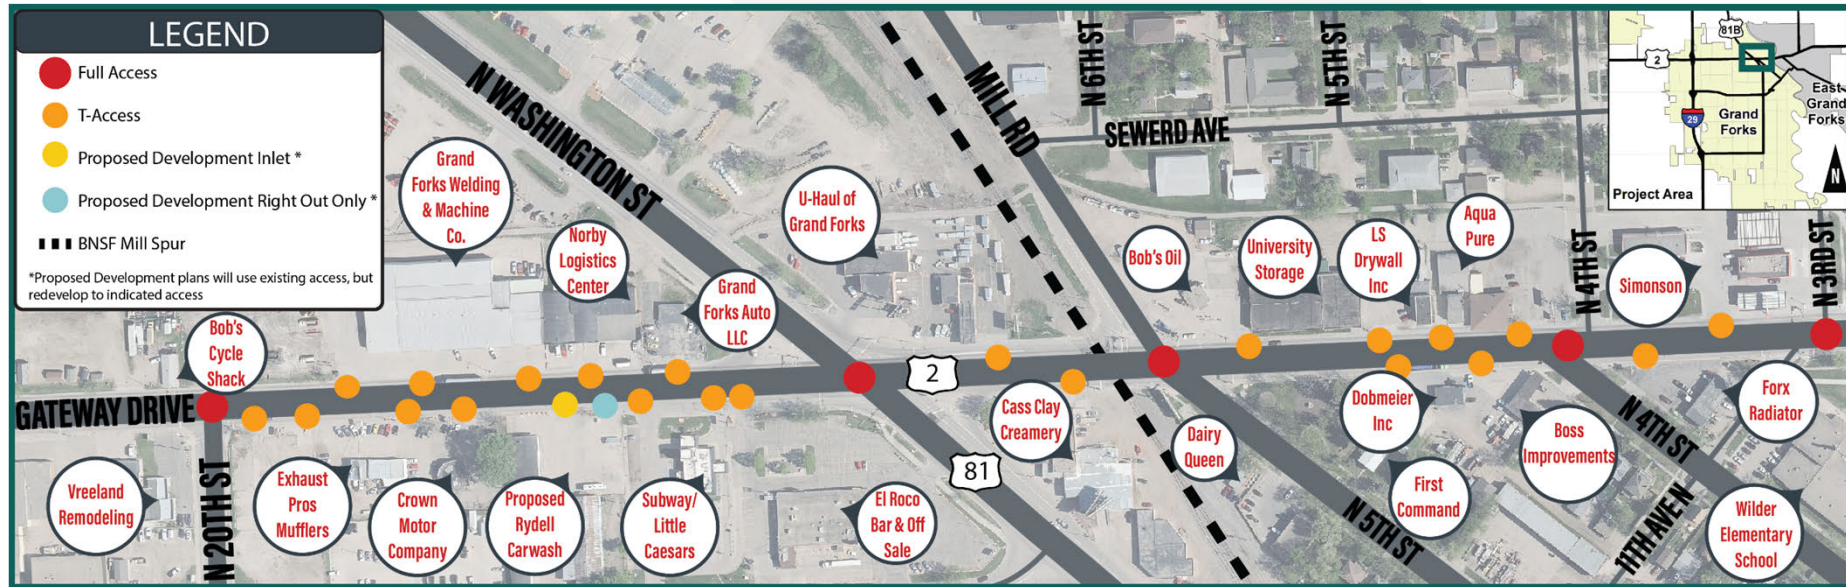 LEGEND
Full Access
T-Access
Proposed Development Inlet *
Proposed Development Right Out Only *
BNSF Mill Spur
*Proposed Development plans will use existing access, but
redevelop to indicated access
N WASHINGTON ST
MILL RD
N 6TH ST
N 5TH ST
SEWERD AVE
81B
2
29
Grand
Forks
East
Grand
Forks
Project Area
N
Grand
Forks Welding
& Machine
Co.
Norby
Logistics
Center
Grand
Forks Auto
LLC
U-Haul of
Grand Forks
Bob's Oil
University
Storage
LS
Drywall
Inc
Aqua
Pure
N 4TH ST
Simonson
N 3RD ST
Bob's
Cycle
Shack
GATEWAY DRIVE
2
81
N 20TH ST
Vreeland
Remodeling
Exhaust
Pros
Mufflers
Crown
Motor
Company
Proposed
Rydell
Carwash
Subway/
Little
Caesars
El Roco
Bar & Off
Sale
Cass Clay
Creamery
Dairy
Queen
Dobmeier
Inc
First
Command
N 5TH ST
Boss
Improvements
N 4TH ST
11TH AVE N
Forx
Radiator
Wilder
Elementary
School